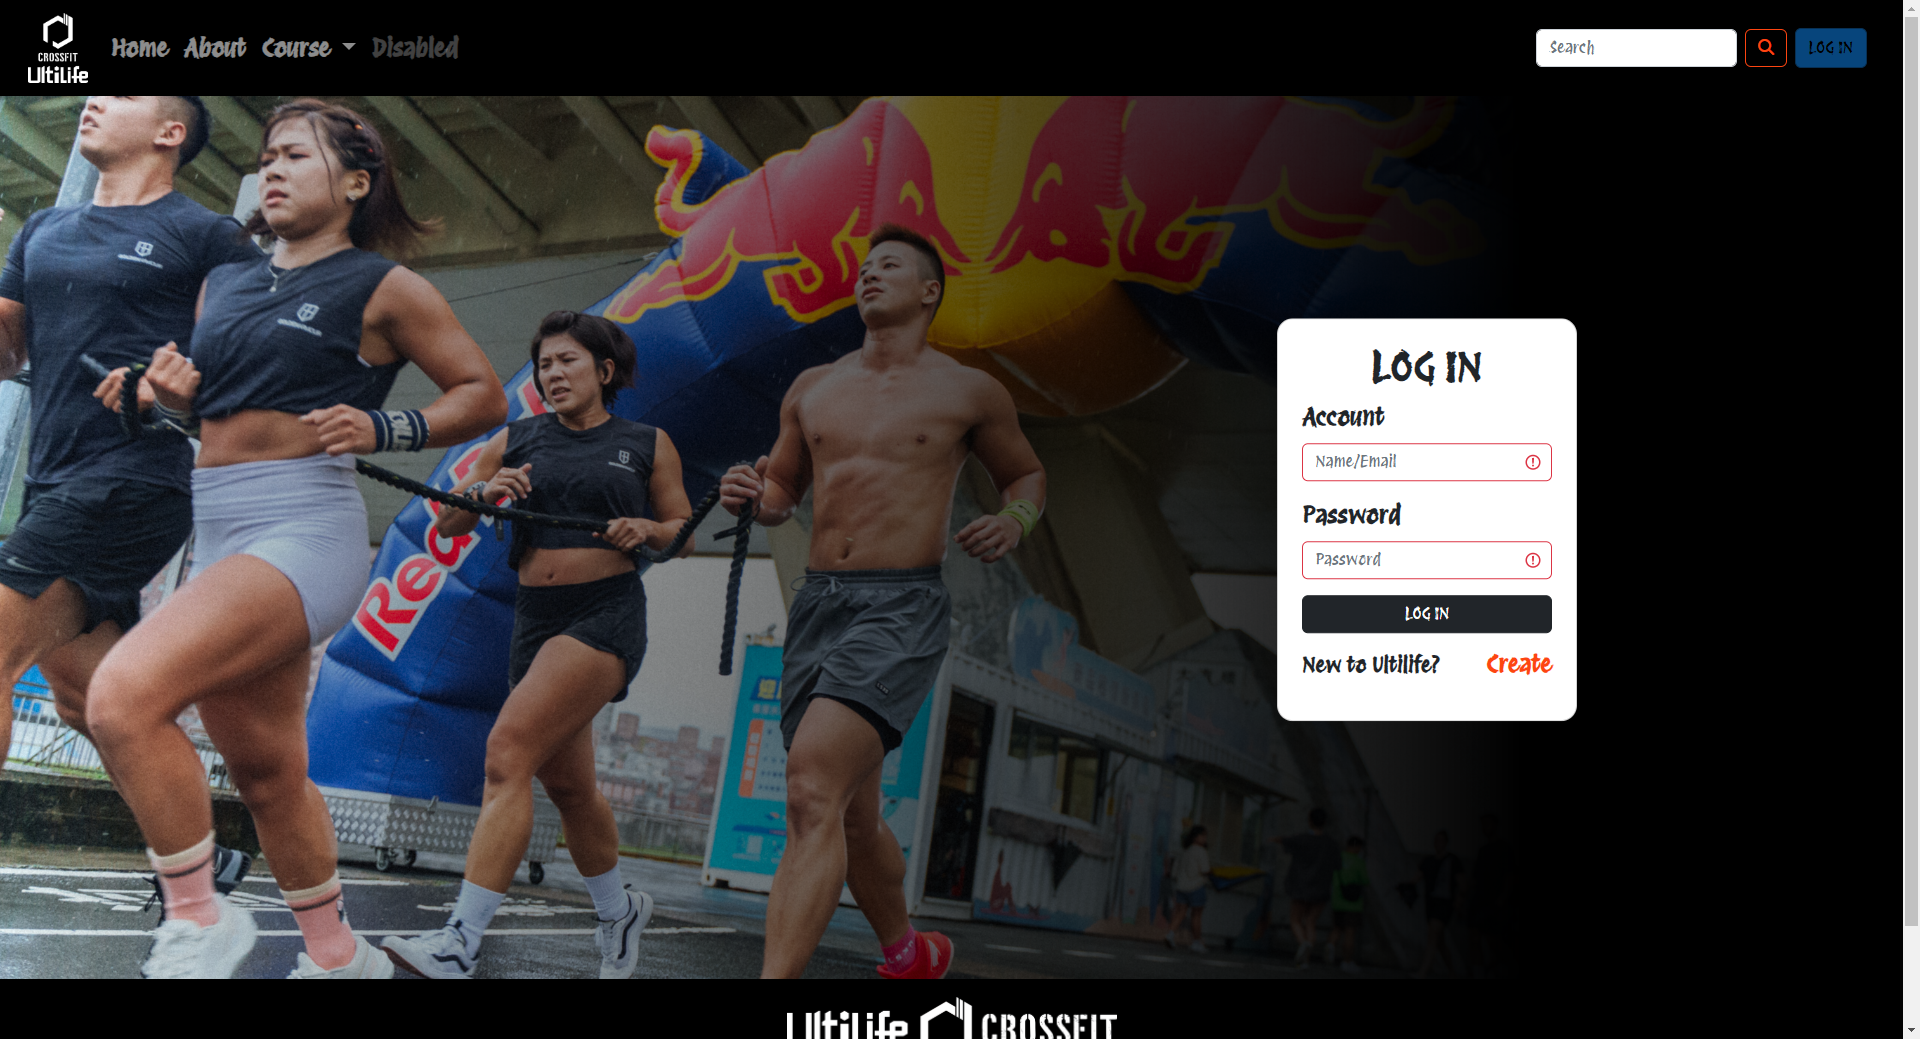 CROSSFIT
UltiLife
Home About Course Disabled
Search
LOG IN
Red
LOG IN
Account
Name/Email
Password
Password
LOG IN
New to Ultilife? Create
UltiLife CROSSFIT